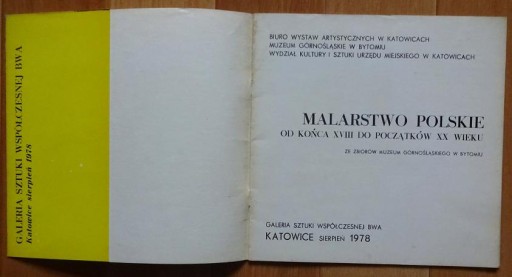 GALERIA SZTUKI WSPÓŁCZESNEJ BWA
Katowice sierpień 1978
BIURO WYSTAW ARTYSTYCZNYCH W KATOWICACH
MUZEUM GÓRNOŚLĄSKIE W BYTOMIU
WYDZIAŁ KULTURY I SZTUKI URZĘDU MIEJSKIEGO W KATOWICACH
MALARSTWO POLSKIE
OD KOŃCA XVIII DO POCZĄTKÓW XX WIEKU
ZE ZBIORÓW MUZEUM GÓRNOŚLĄSKIEGO W BYTOMIU
GALERIA SZTUKI WSPÓŁCZESNEJ BWA
KATOWICE SIERPIEŃ 1978